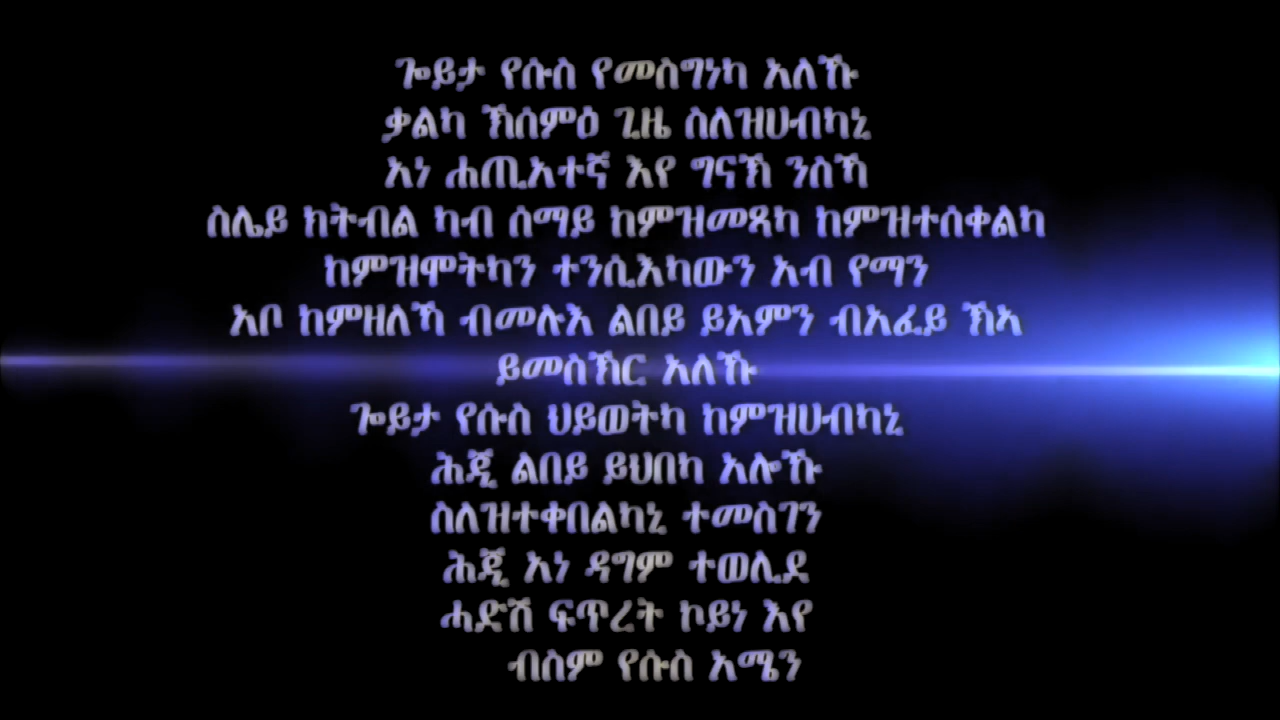 ጐይታ የሱስ የመስግነካ አለኹ
ቃልካ ኽሰምዕ ጊዜ ስለዝሀብካኒ
አነ ሐጢአተኛ እየ ግናኽ ንስኻ
ስሌይ ክትብል ካብ ሰማይ ከምዝመጻካ ከምዝተሰቀልካ
ከምዝሞትካን ተንሲእካውን አብ የማን
አቦ ከምዘለኻ ብመሉእ ልበይ ይአምን ብአፈይ ኽኣ
ይመስኽር አለኹ
ጐይታ የሱስ ህይወትካ ከምዝሀብካኒ
ሕጂ ልበይ ይህበካ አሎኹ
ስለዝተቀበልካኒ ተመስገን
ሕጂ አነ ዳግም ተወሊደ
ሓድሽ ፍጥረት ኮይነ እየ
ብስም የሱስ አሜን